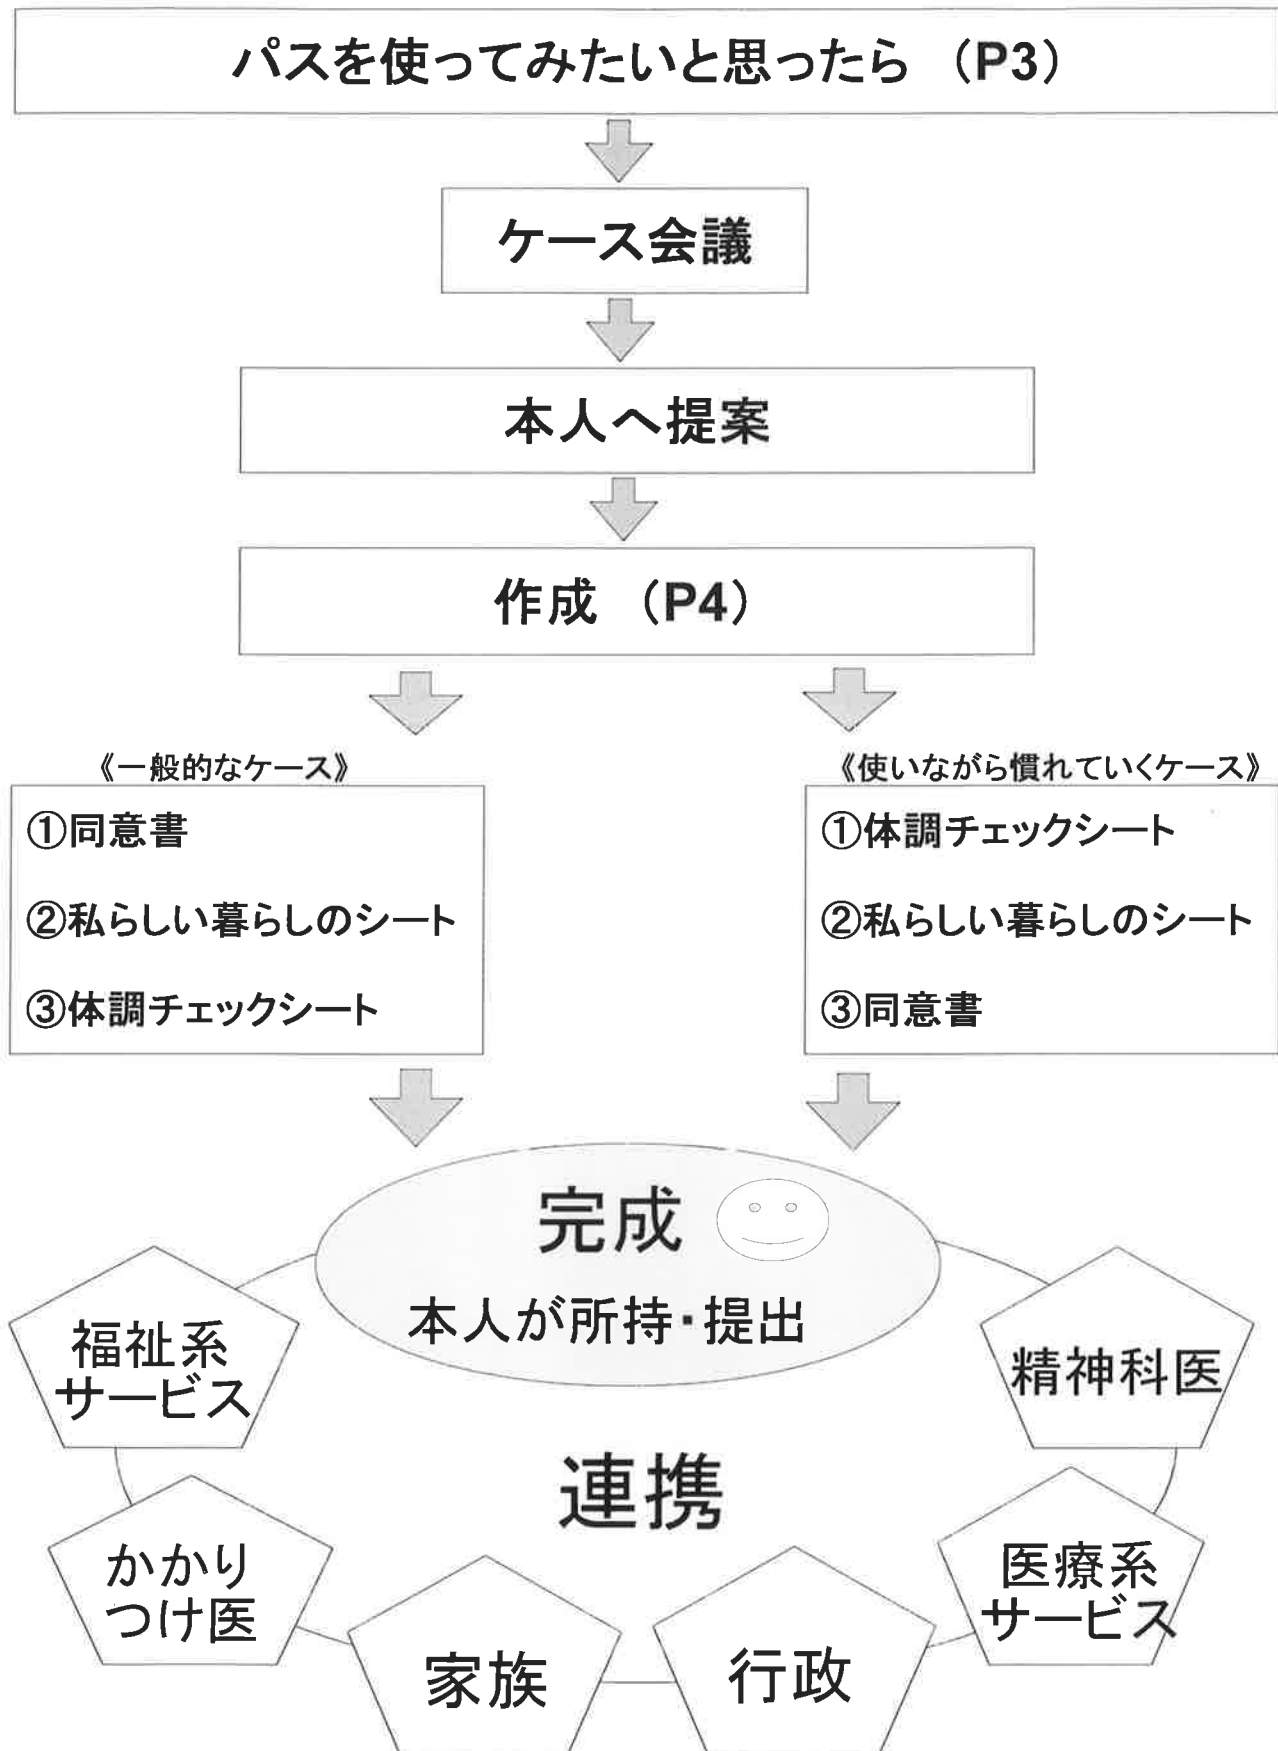 パスを使ってみたいと思ったら （P3）
ケース会議
本人へ提案
作成 （P4）
《一般的なケース》
①同意書
②私らしい暮らしのシート
③体調チェックシート
《使いながら慣れていくケース》
①体調チェックシート
②私らしい暮らしのシート
③同意書
完成
本人が所持・提出
福祉系
サービス
精神科医
連携
かかり
つけ医
医療系
サービス
家族
行政